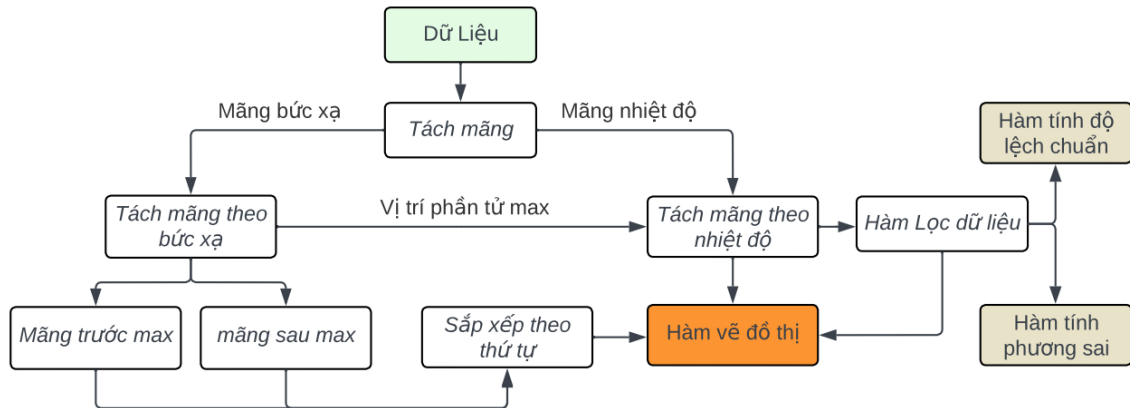 Dữ Liệu
Mãng bức xạ
Mãng nhiệt độ
Tách mãng
Hàm tính độ
lệch chuẩn
Tách mãng theo
bức xạ
Vị trí phần tử max
Tách mãng theo
nhiệt độ
Hàm Lọc dữ liệu
Mãng trước max
mãng sau max
Sắp xếp theo
thứ tự
Hàm vẽ đồ thị
Hàm tính
phương sai